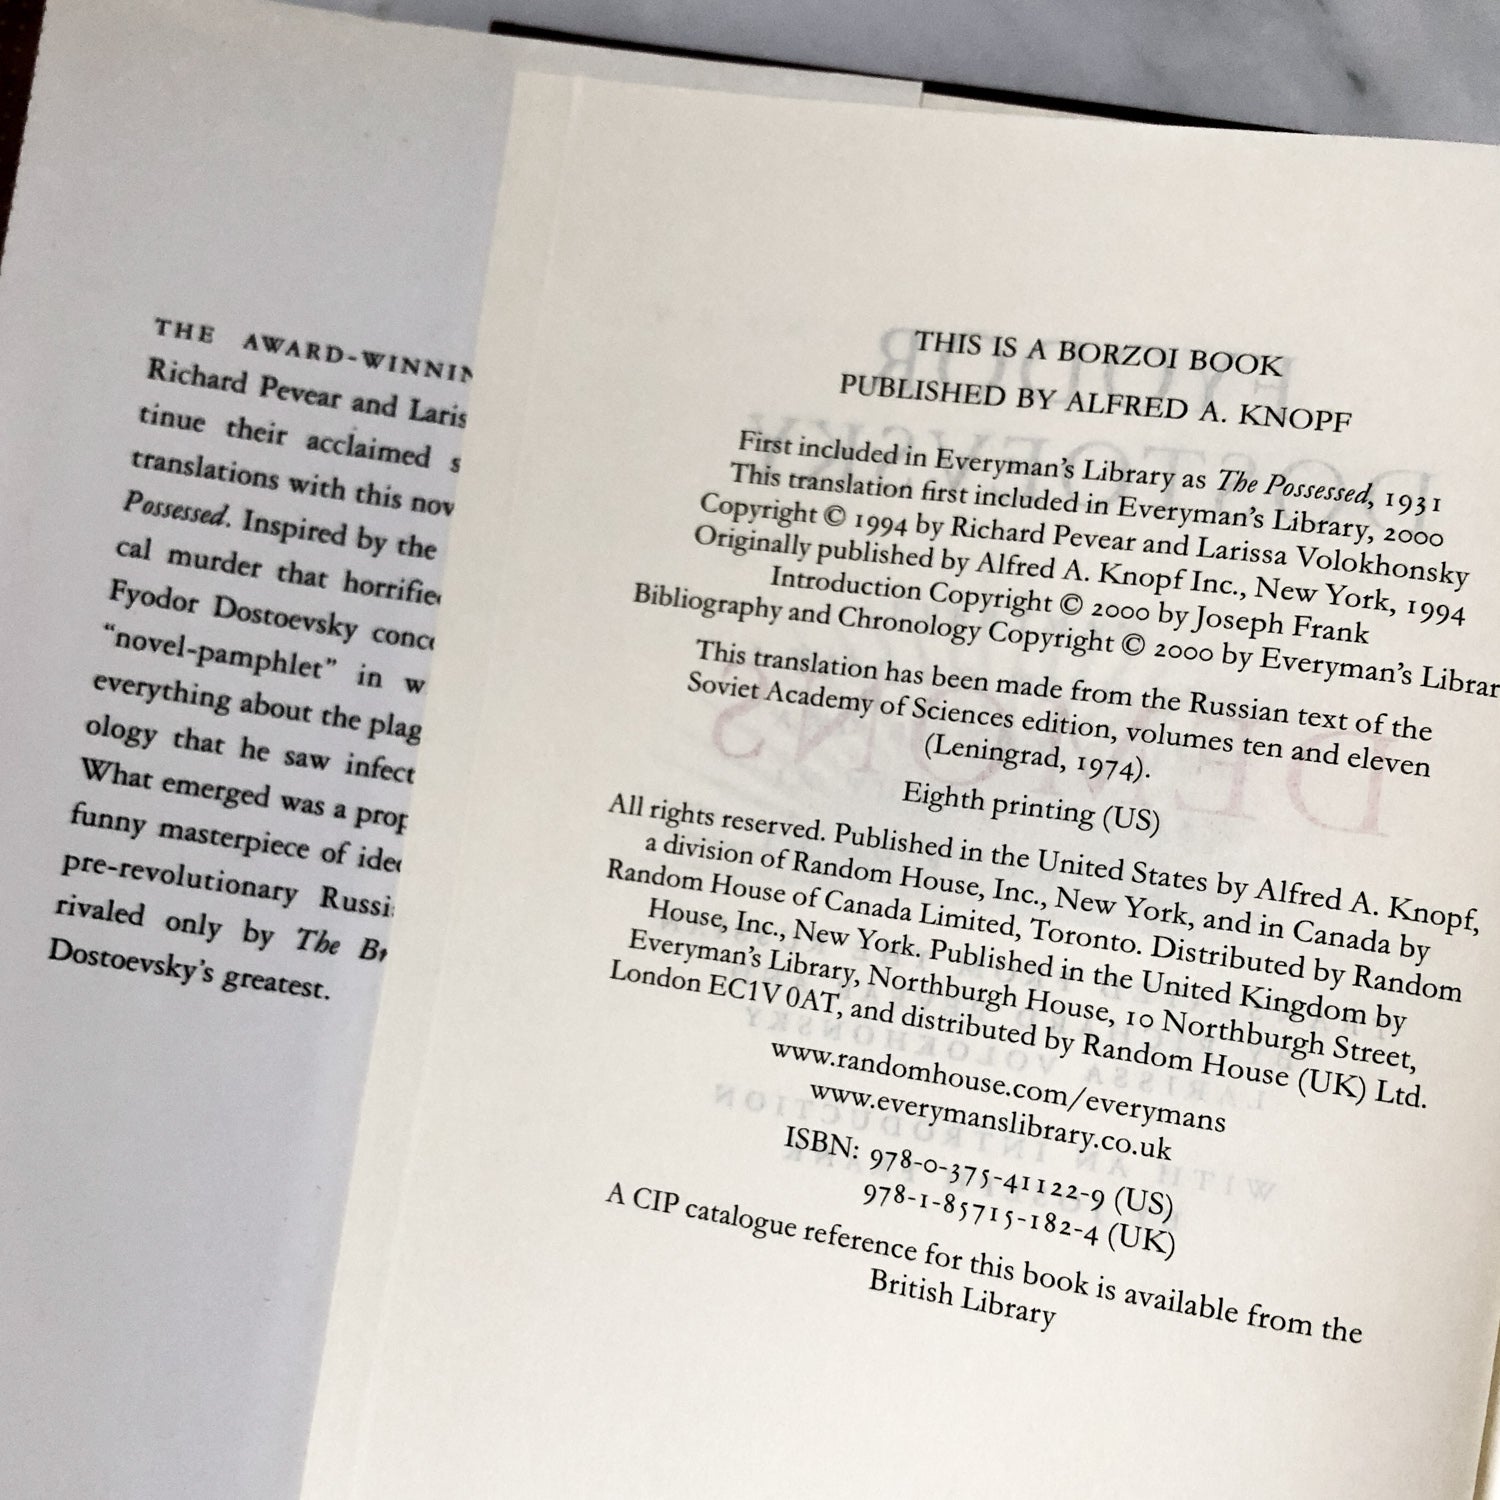 THE AWARD-WINNIN
Richard Pevear and Laris
tinue their acclaimed s
translations with this nov
Possessed. Inspired by the
cal murder that horrifie
Fyodor Dostoevsky conc
“novel-pamphlet” in w
everything about the plag
ology that he saw infect
What emerged was a prop
funny masterpiece of ide
pre-revolutionary Russi
rivaled only by The Br
Dostoevsky’s greatest.
THIS IS A BORZOI BOOK
PUBLISHED BY ALFRED A. KNOPF
First included in Everyman’s Library as The Possessed, 1931
This translation first included in Everyman’s Library, 2000
Copyright © 1994 by Richard Pevear and Larissa Volokhonsky
Originally published by Alfred A. Knopf Inc., New York, 1994
Introduction Copyright © 2000 by Joseph Frank
Bibliography and Chronology Copyright © 2000 by Everyman’s Librar
This translation has been made from the Russian text of the
Soviet Academy of Sciences edition, volumes ten and eleven
(Leningrad, 1974).
Eighth printing (US)
All rights reserved. Published in the United States by Alfred A. Knopf,
a division of Random House, Inc., New York, and in Canada by
Random House of Canada Limited, Toronto. Distributed by Random
House, Inc., New York. Published in the United Kingdom by
Everyman’s Library, Northburgh House, 10 Northburgh Street,
London EC1V 0AT, and distributed by Random House (UK) Ltd.
www.randomhouse.com/everymans
www.everymanslibrary.co.uk
ISBN: 978-0-375-41122-9 (US)
978-1-85715-182-4 (UK)
A CIP catalogue reference for this book is available from the
British Library